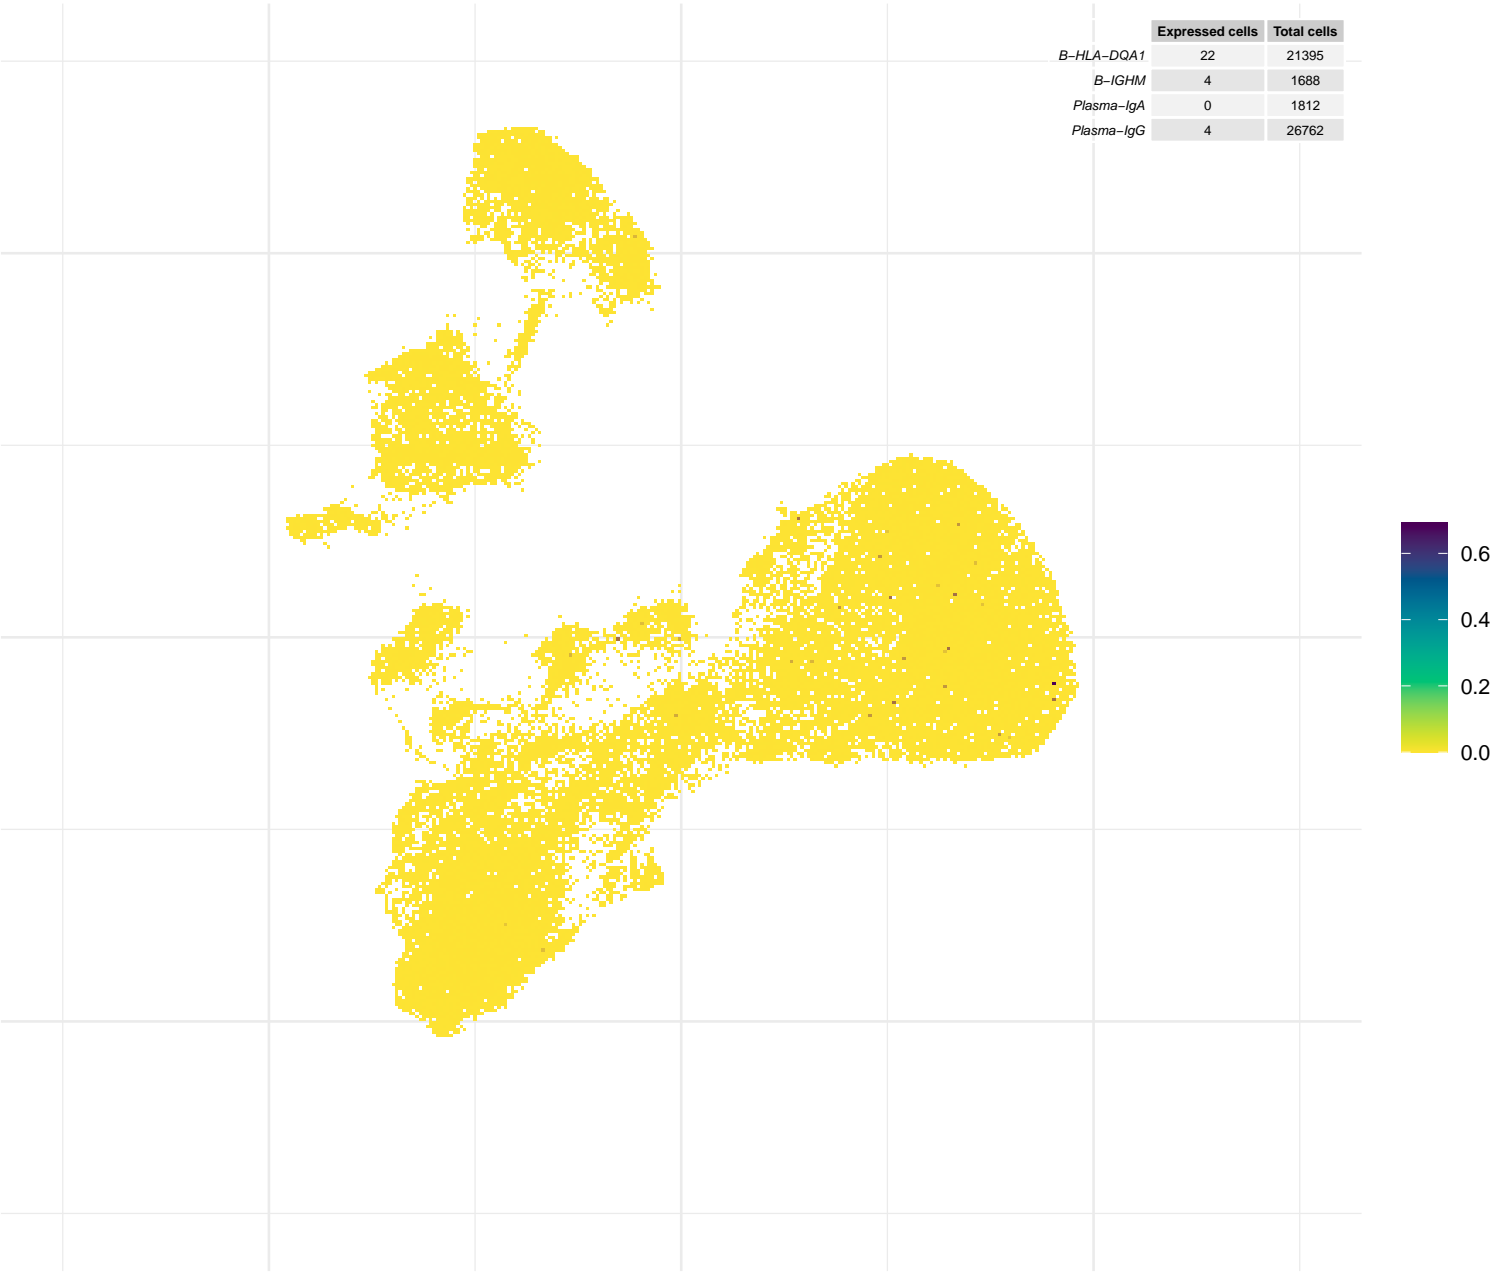 Expressed cells Total cells
B−HLA−DQA1 22 21395
B−IGHM 4 1688
Plasma−IgA 0 1812
Plasma−IgG 4 26762
0.6
0.4
0.2
0.0